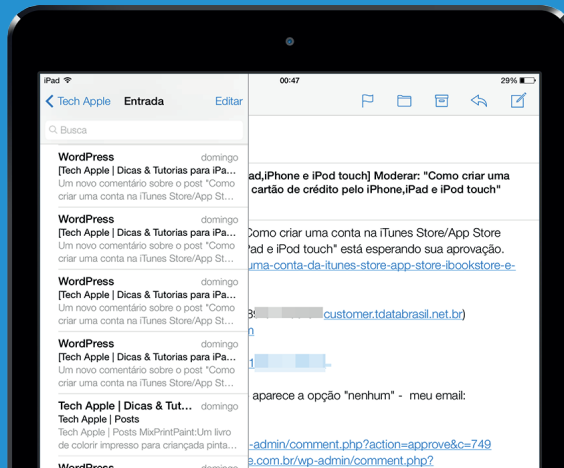 iPad
00:47
29%
Tech Apple
Entrada
Editar
Busca
WordPress domingo
[Tech Apple | Dicas & Tutorias para iPa...
Um novo comentário sobre o post "Como
criar uma conta na iTunes Store/App St...
WordPress domingo
[Tech Apple | Dicas & Tutorias para iPa...
Um novo comentário sobre o post "Como
criar uma conta na iTunes Store/App St...
WordPress domingo
[Tech Apple | Dicas & Tutorias para iPa...
Um novo comentário sobre o post "Como
criar uma conta na iTunes Store/App St...
WordPress domingo
[Tech Apple | Dicas & Tutorias para iPa...
Um novo comentário sobre o post "Como
criar uma conta na iTunes Store/App St...
Tech Apple | Dicas & Tut... domingo
Tech Apple | Posts
Tech Apple | Posts MixPrintPaint:Um livro
de colorir impresso para criançada pinta...
WordPress domingo
ad,iPhone e iPod touch] Moderar: "Como criar uma
cartão de crédito pelo iPhone,iPad e iPod touch"
Como criar uma conta na iTunes Store/App Store
Pad e iPod touch" está esperando sua aprovação.
uma-conta-da-itunes-store-app-store-ibookstore-e-
customer.tdatabrasil.net.br)
aparece a opção "nenhum" - meu email:
-admin/comment.php?action=approve&c=749
e.com.br/wp-admin/comment.php?